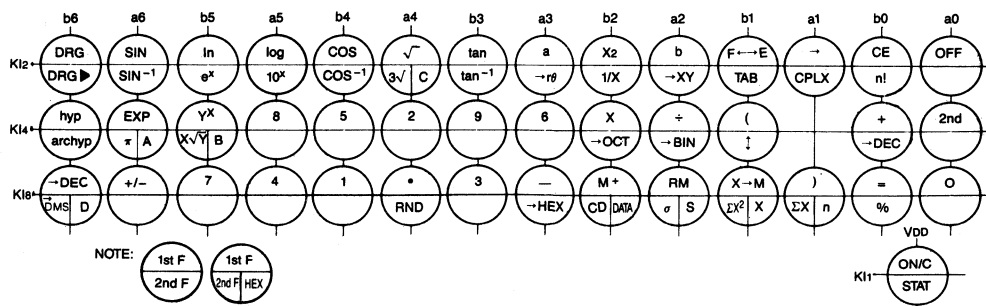 b6 a6 b5 a5 b4 a4 b3 a3 b2 a2 b1 a1 b0 a0
DRG SIN ln log COS √ tan a X2 b F↔E → CE OFF
KI2
DRG▶ SIN⁻¹ eˣ 10ˣ COS⁻¹ 3√ C tan⁻¹ →rθ 1/X →XY TAB CPLX n!
hyp EXP Yˣ 8 5 2 9 6 X ÷ ( + 2nd
KI4
archyp π A X√Y B →OCT →BIN ↕ →DEC
→DEC +/− 7 4 1 • 3 — M+ RM X→M ) = O
KI8
D⃗MS D RND →HEX CD DATA σ S ΣX² X ΣX n %
NOTE: 1st F 1st F
2nd F 2nd F HEX
VDD
ON/C
KI1
STAT